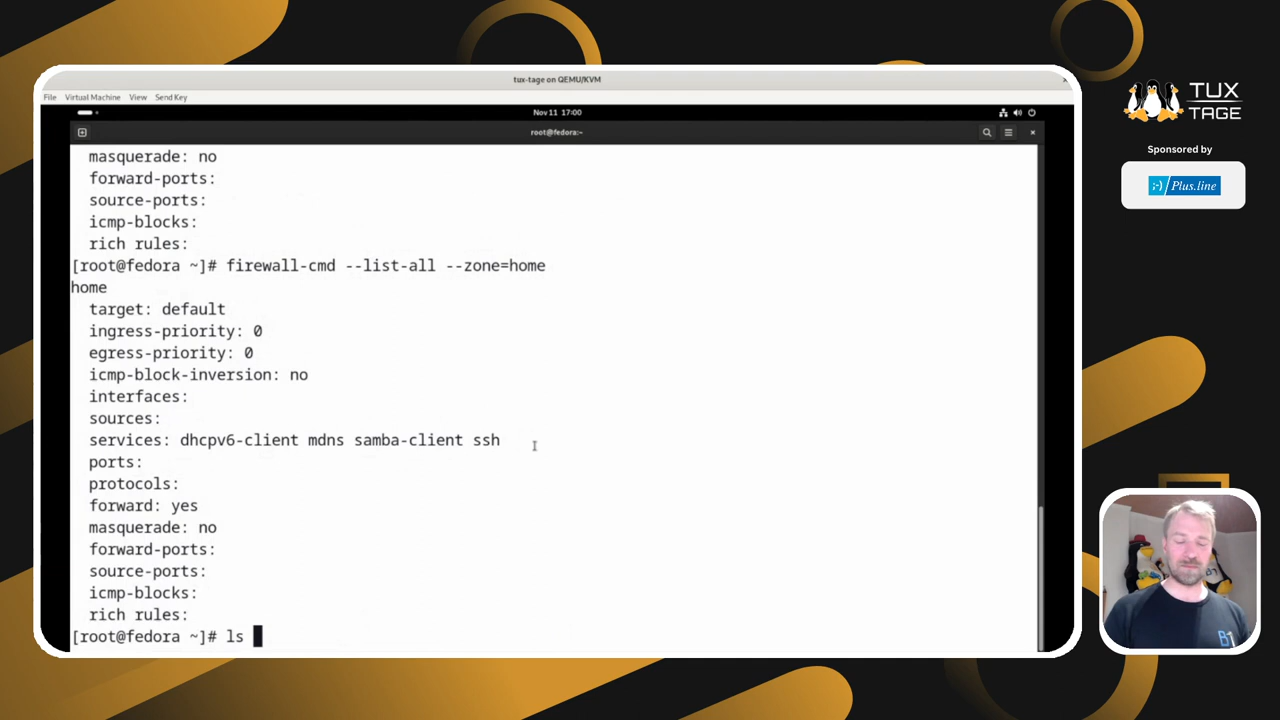 tux-tage on QEMU/KVM
File Virtual Machine View Send Key
Nov 11 17:00
root@fedora:~
masquerade: no
forward-ports:
source-ports:
icmp-blocks:
rich rules:
[root@fedora ~]# firewall-cmd --list-all --zone=home
home
target: default
ingress-priority: 0
egress-priority: 0
icmp-block-inversion: no
interfaces:
sources:
services: dhcpv6-client mdns samba-client ssh
ports:
protocols:
forward: yes
masquerade: no
forward-ports:
source-ports:
icmp-blocks:
rich rules:
[root@fedora ~]# ls
TUX
TAGE
Sponsored by
:-) Plus.line
B1